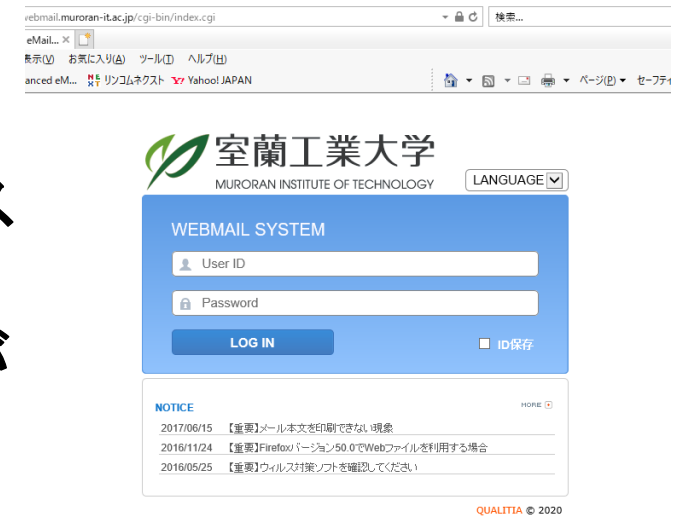 webmail.muroran-it.ac.jp/cgi-bin/index.cgi
検索...
eMail...
表示(V) お気に入り(A) ツール(T) ヘルプ(H)
anced eM... リンコムネクスト Yahoo! JAPAN
ページ(P) セーフティ
室蘭工業大学
MURORAN INSTITUTE OF TECHNOLOGY
LANGUAGE
ス
WEBMAIL SYSTEM
User ID
Password
が
LOG IN
ID保存
NOTICE
MORE
2017/06/15 【重要】メール本文を印刷できない現象
2016/11/24 【重要】Firefoxバージョン50.0でWebファイルを利用する場合
2016/05/25 【重要】ウィルス対策ソフトを確認してください
QUALITIA © 2020